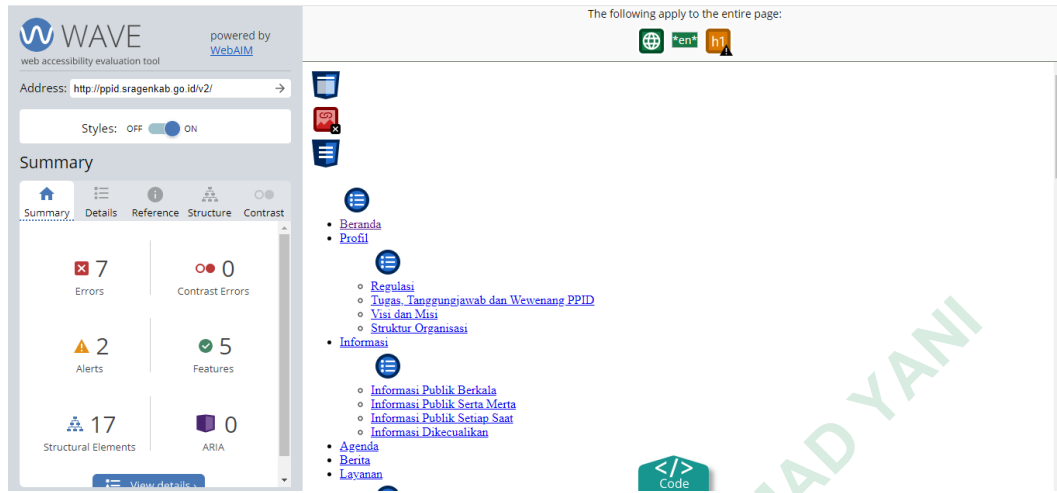 WAVE
powered by
WebAIM
web accessibility evaluation tool
Address: http://ppid.sragenkab.go.id/v2/
Styles: OFF ON
Summary
Summary Details Reference Structure Contrast
7
Errors
0
Contrast Errors
2
Alerts
5
Features
17
Structural Elements
0
ARIA
View details ›
The following apply to the entire page:
*en* h1
• Beranda
• Profil
Regulasi
Tugas, Tanggungjawab dan Wewenang PPID
Visi dan Misi
Struktur Organisasi
• Informasi
Informasi Publik Berkala
Informasi Publik Serta Merta
Informasi Publik Setiap Saat
Informasi Dikecualikan
• Agenda
• Berita
• Layanan
</>
Code
YANI